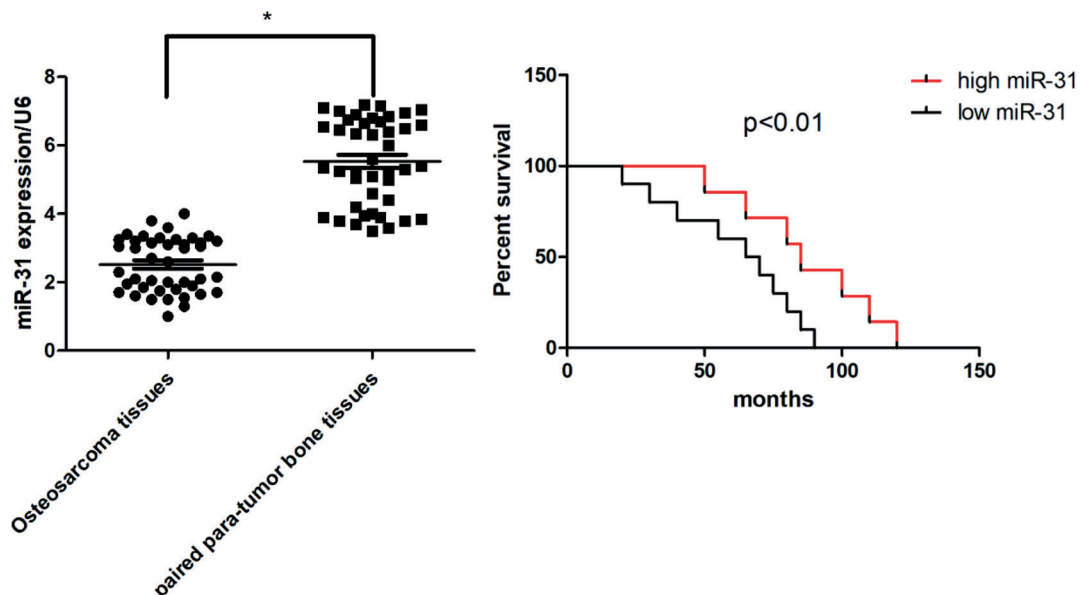 *
8
6
4
2
0
miR-31 expression/U6
Osteosarcoma tissues
paired para-tumor bone tissues
150
100
50
0
Percent survival
0 50 100 150
months
p<0.01
high miR-31
low miR-31